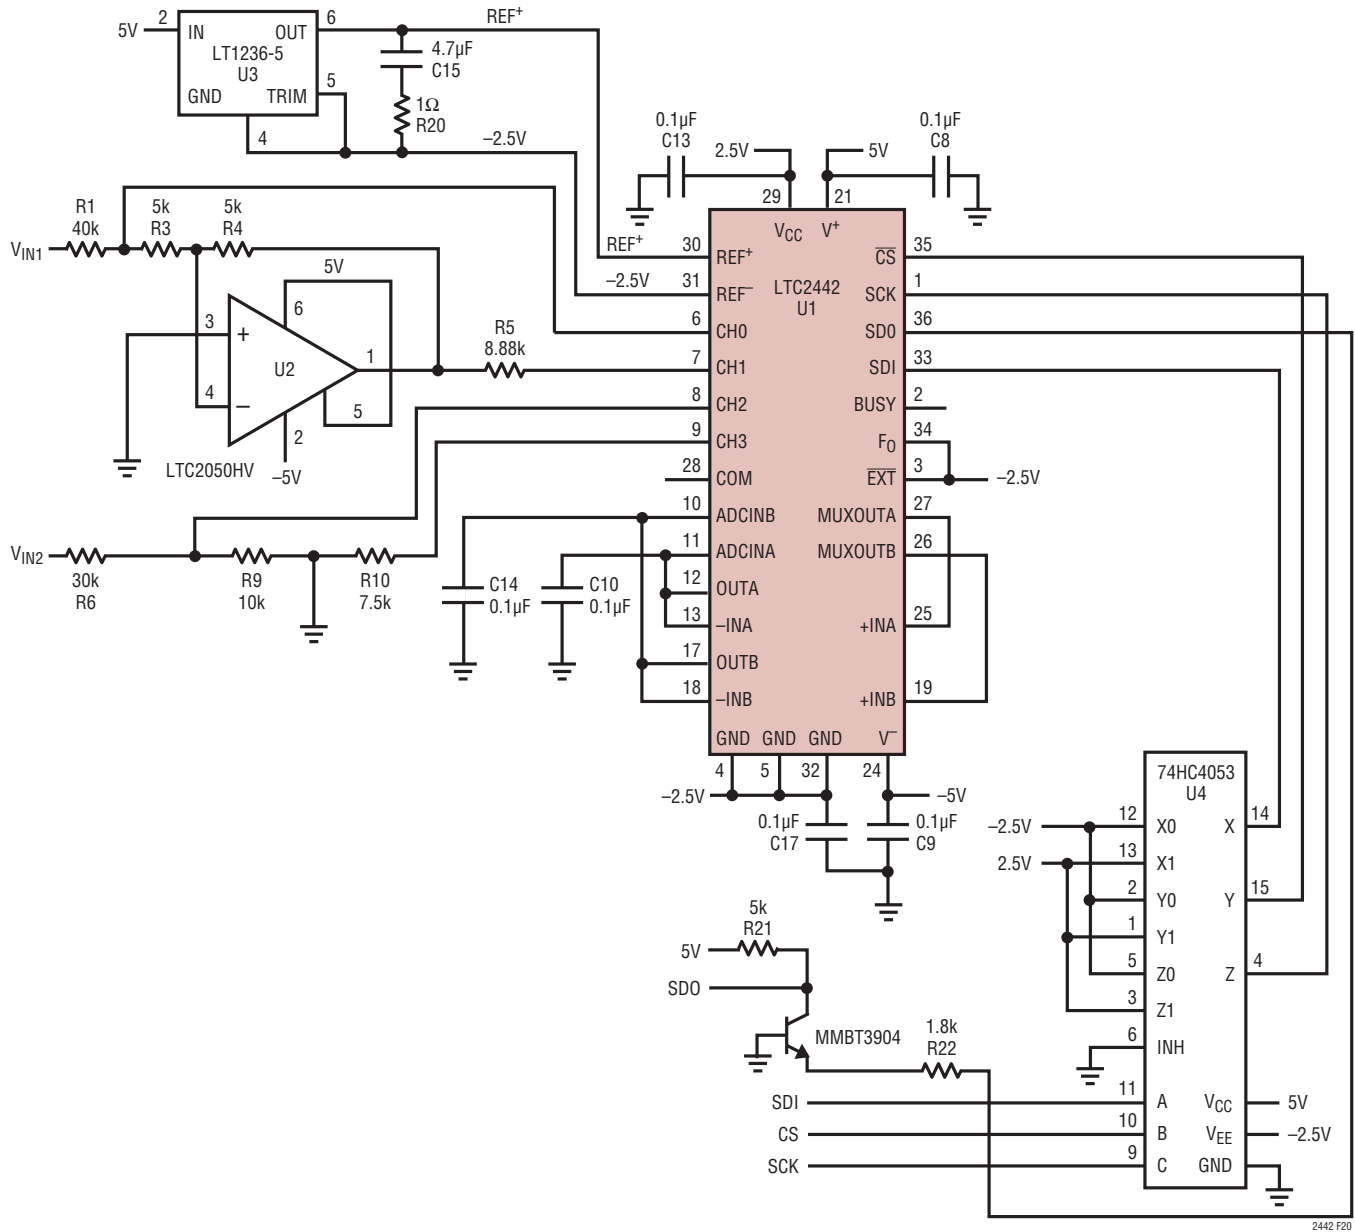 2
6
REF⁺
5V
IN
OUT
LT1236-5
U3
5
GND
TRIM
4
4.7µF
C15
1Ω
R20
–2.5V
0.1µF
C13
0.1µF
C8
2.5V
5V
29
21
R1
40k
5k
R3
5k
R4
VIN1
VCC
V⁺
REF⁺
30
REF⁺
–2.5V
31
REF⁻
LTC2442
U1
CS
35
SCK
1
5V
6
3
+
U2
1
4
–
5
2
LTC2050HV
–5V
R5
8.88k
6
CH0
7
CH1
8
CH2
9
CH3
28
COM
SD0
36
SDI
33
BUSY
2
FO
34
EXT
3
–2.5V
10
ADCINB
11
ADCINA
12
OUTA
13
–INA
17
OUTB
18
–INB
MUXOUTA
27
MUXOUTB
26
+INA
25
+INB
19
VIN2
30k
R6
R9
10k
R10
7.5k
C14
0.1µF
C10
0.1µF
GND
GND
GND
V⁻
4
5
32
24
–2.5V
–5V
0.1µF
C17
0.1µF
C9
74HC4053
U4
–2.5V
12
X0
X
14
2.5V
13
X1
2
Y0
Y
15
1
Y1
5
Z0
Z
4
3
Z1
6
INH
5k
R21
5V
SDO
MMBT3904
1.8k
R22
SDI
11
A
VCC
5V
CS
10
B
VEE
–2.5V
SCK
9
C
GND
2442 F20